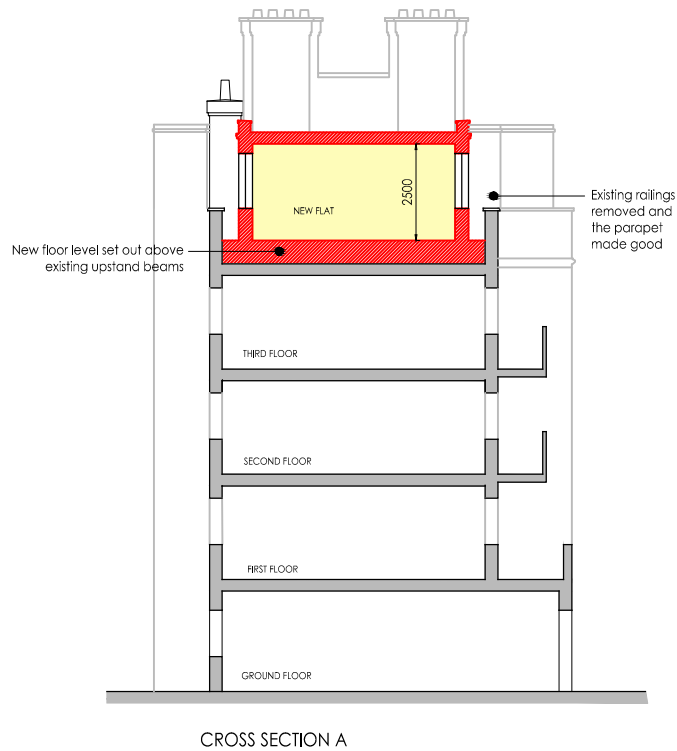 NEW FLAT
2500
Existing railings
removed and
the parapet
made good
New floor level set out above
existing upstand beams
THIRD FLOOR
SECOND FLOOR
FIRST FLOOR
GROUND FLOOR
CROSS SECTION A